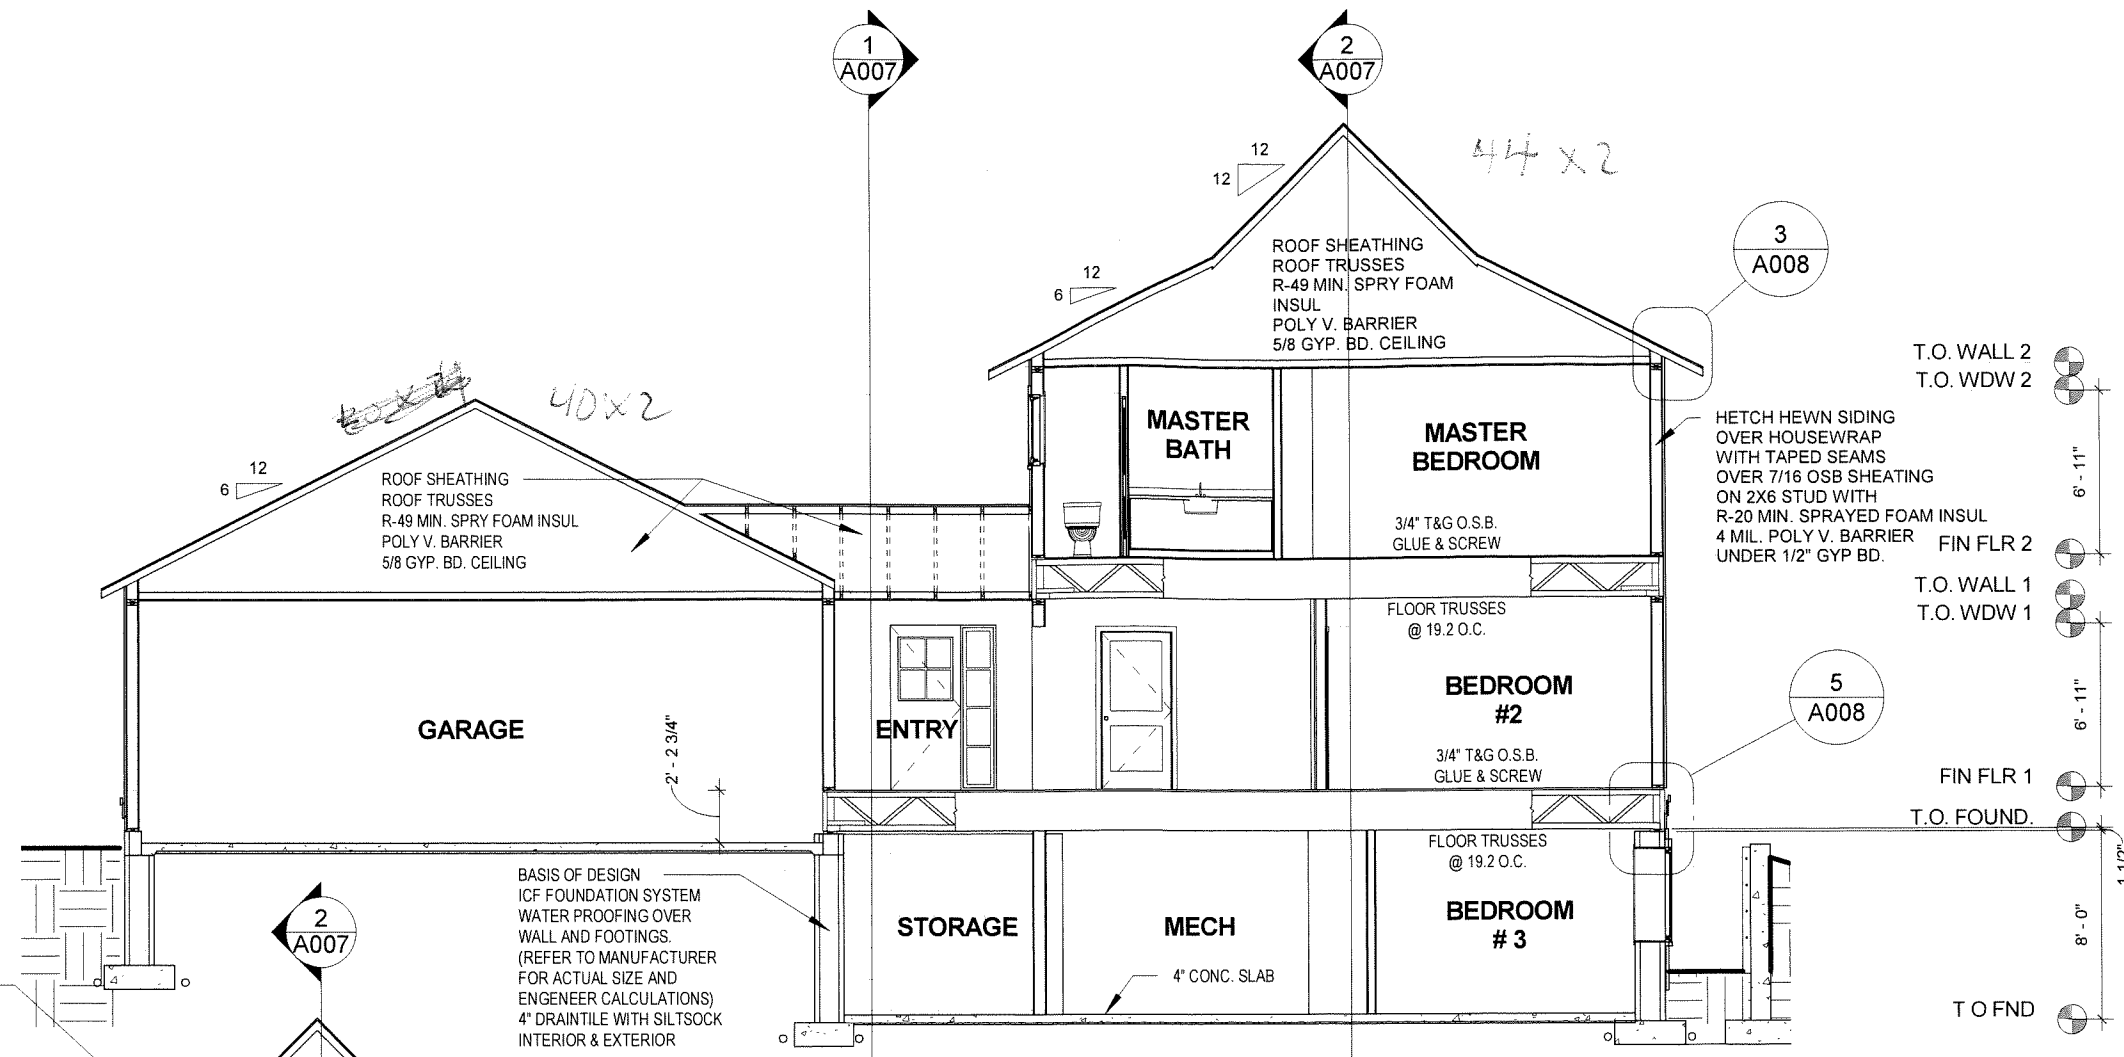 1
A007
2
A007
44 x 2
12
12
3
A008
12
6
ROOF SHEATHING
ROOF TRUSSES
R-49 MIN. SPRY FOAM
INSUL
POLY V. BARRIER
5/8 GYP. BD. CEILING
T.O. WALL 2
T.O. WDW 2
40x2
12
6
ROOF SHEATHING
ROOF TRUSSES
R-49 MIN. SPRY FOAM INSUL
POLY V. BARRIER
5/8 GYP. BD. CEILING
MASTER
BATH
MASTER
BEDROOM
3/4" T&G O.S.B.
GLUE & SCREW
HETCH HEWN SIDING
OVER HOUSEWRAP
WITH TAPED SEAMS
OVER 7/16 OSB SHEATING
ON 2X6 STUD WITH
R-20 MIN. SPRAYED FOAM INSUL
4 MIL. POLY V. BARRIER
UNDER 1/2" GYP BD.
6' - 11"
FIN FLR 2
T.O. WALL 1
T.O. WDW 1
FLOOR TRUSSES
@ 19.2 O.C.
GARAGE
2' - 2 3/4"
ENTRY
BEDROOM
#2
3/4" T&G O.S.B.
GLUE & SCREW
5
A008
6' - 11"
FIN FLR 1
T.O. FOUND.
1 1/2"
FLOOR TRUSSES
@ 19.2 O.C.
BASIS OF DESIGN
ICF FOUNDATION SYSTEM
WATER PROOFING OVER
WALL AND FOOTINGS.
(REFER TO MANUFACTURER
FOR ACTUAL SIZE AND
ENGENEER CALCULATIONS)
4" DRAINTILE WITH SILTSOCK
INTERIOR & EXTERIOR
2
A007
STORAGE
MECH
4" CONC. SLAB
BEDROOM
# 3
8' - 0"
T O FND